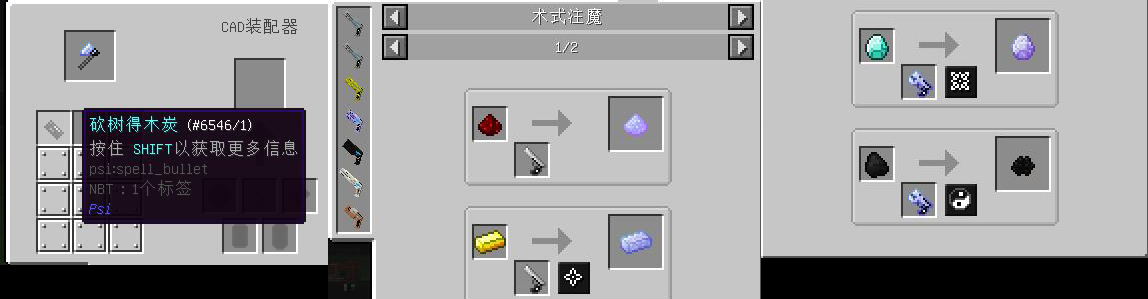 CAD装配器
砍树得木炭 (#6546/1)
按住 SHIFT以获取更多信息
psi:spell_bullet
NBT：1个标签
Psi
术式注魔
1/2